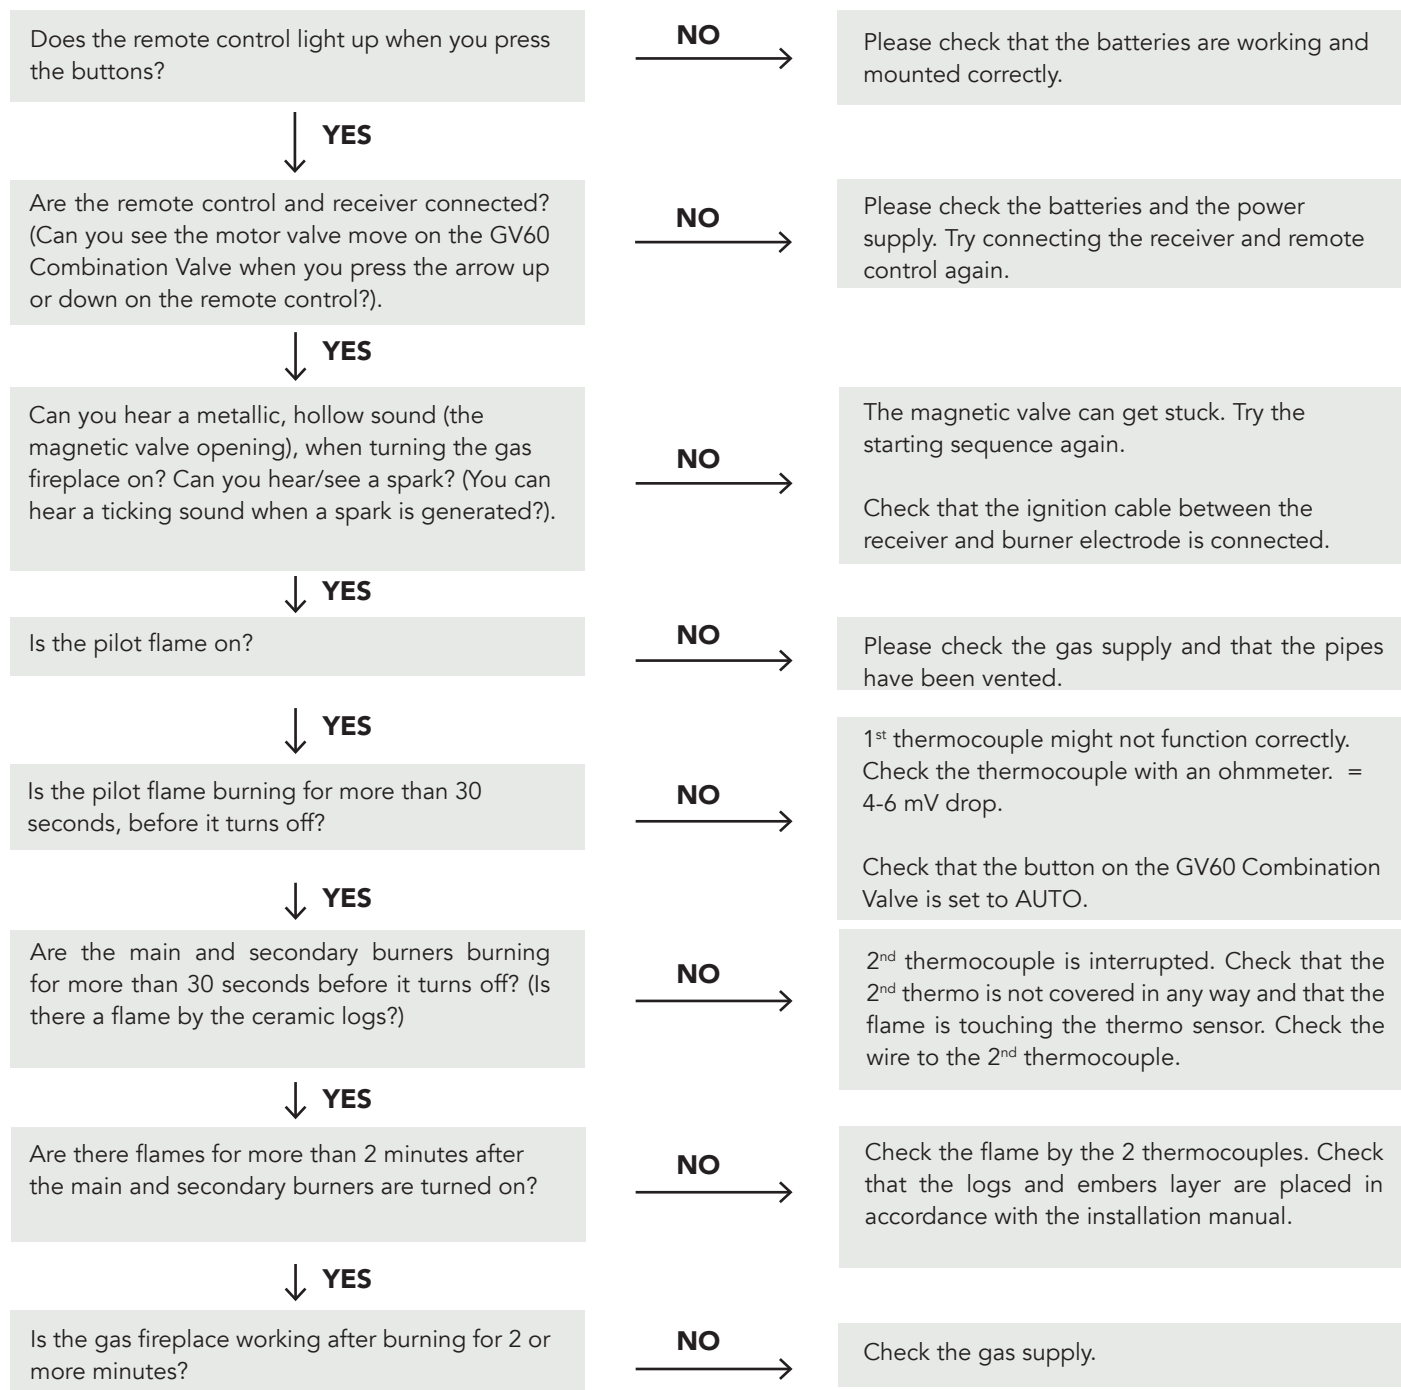 Does the remote control light up when you press
the buttons?
NO
Please check that the batteries are working and
mounted correctly.
YES
Are the remote control and receiver connected?
(Can you see the motor valve move on the GV60
Combination Valve when you press the arrow up
or down on the remote control?).
NO
Please check the batteries and the power
supply. Try connecting the receiver and remote
control again.
YES
Can you hear a metallic, hollow sound (the
magnetic valve opening), when turning the gas
fireplace on? Can you hear/see a spark? (You can
hear a ticking sound when a spark is generated?).
NO
The magnetic valve can get stuck. Try the
starting sequence again.
Check that the ignition cable between the
receiver and burner electrode is connected.
YES
Is the pilot flame on?
NO
Please check the gas supply and that the pipes
have been vented.
YES
Is the pilot flame burning for more than 30
seconds, before it turns off?
NO
1st thermocouple might not function correctly.
Check the thermocouple with an ohmmeter. =
4-6 mV drop.
Check that the button on the GV60 Combination
Valve is set to AUTO.
YES
Are the main and secondary burners burning
for more than 30 seconds before it turns off? (Is
there a flame by the ceramic logs?)
NO
2nd thermocouple is interrupted. Check that the
2nd thermo is not covered in any way and that the
flame is touching the thermo sensor. Check the
wire to the 2nd thermocouple.
YES
Are there flames for more than 2 minutes after
the main and secondary burners are turned on?
NO
Check the flame by the 2 thermocouples. Check
that the logs and embers layer are placed in
accordance with the installation manual.
YES
Is the gas fireplace working after burning for 2 or
more minutes?
NO
Check the gas supply.